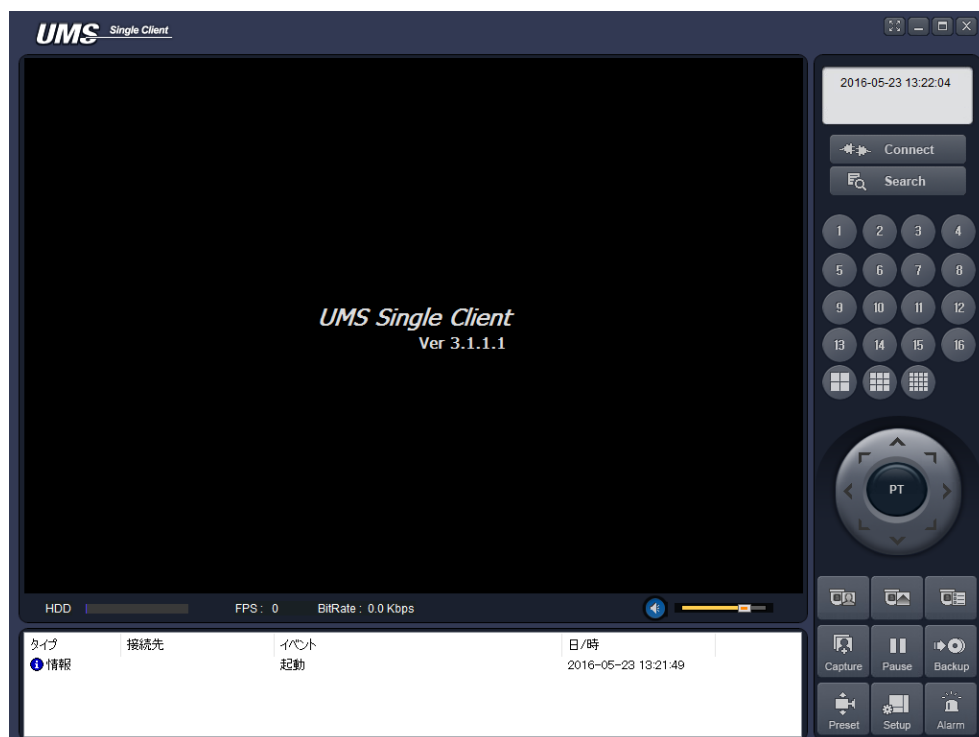 UMS Single Client
2016-05-23 13:22:04
Connect
Search
1 2 3 4
5 6 7 8
9 10 11 12
13 14 15 16
UMS Single Client
Ver 3.1.1.1
PT
HDD FPS : 0 BitRate : 0.0 Kbps
タイプ 接続先 イベント 日/時
情報 起動 2016-05-23 13:21:49
Capture Pause Backup
Preset Setup Alarm